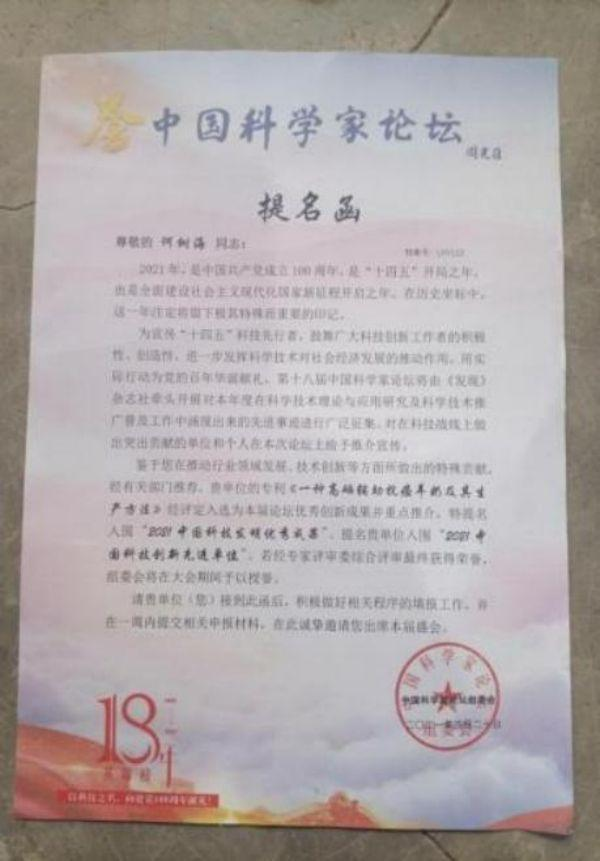 中国科学家论坛
提名函
尊敬的 何树海 同志：
2021年，是中国共产党成立100周年，是“十四五”开局之年，
也是全面建设社会主义现代化国家新征程开启之年。在历史坐标中，
这一年注定将留下极其特殊而重要的印记。
为宣传“十四五”科技先行者，鼓舞广大科技创新工作者的积极
性、创造性，进一步发挥科学技术对社会经济发展的推动作用，用实
际行动为党的百年华诞献礼。第十八届中国科学家论坛将由《发现》
杂志社牵头开展对本年度在科学技术理论与应用研究及科学技术推
广普及工作中涌现出来的先进事迹进行广泛征集。对在科技战线上做
出突出贡献的单位和个人在本次论坛上给予推介宣传。
鉴于您在推动行业领域发展、技术创新等方面所做出的特殊贡献，
经有关部门推荐，贵单位的专利《一种高硒辅助抗癌羊奶及其生
产方法》经评定入选为本届论坛优秀创新成果并重点推介。特提名
入围“2021中国科技发明优秀成果”，提名贵单位入围“2021中
国科技创新先进单位”，若经专家评审委综合评审最终获得荣誉，
组委会将在大会期间予以授誉。
请贵单位（您）接到此函后，积极做好相关程序的填报工作，并
在一周内提交相关申报材料，在此诚挚邀请您出席本届盛会。
中国科学家论坛组委会
18